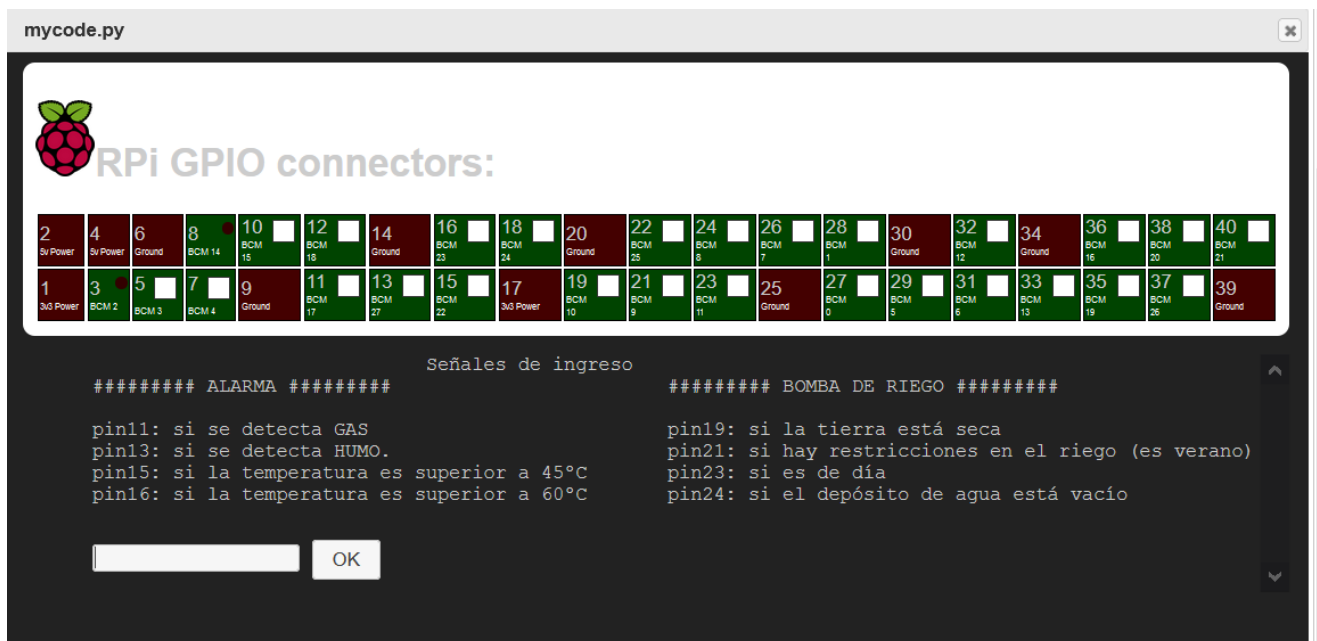 mycode.py
RPi GPIO connectors:
2 5v Power 4 5v Power 6 Ground 8 BCM 14 10 BCM 15 12 BCM 18 14 Ground 16 BCM 23 18 BCM 24 20 Ground 22 BCM 25 24 BCM 8 26 BCM 7 28 BCM 1 30 Ground 32 BCM 12 34 Ground 36 BCM 16 38 BCM 20 40 BCM 21
1 3v3 Power 3 BCM 2 5 BCM 3 7 BCM 4 9 Ground 11 BCM 17 13 BCM 27 15 BCM 22 17 3v3 Power 19 BCM 10 21 BCM 9 23 BCM 11 25 Ground 27 BCM 0 29 BCM 5 31 BCM 6 33 BCM 13 35 BCM 19 37 BCM 26 39 Ground
Señales de ingreso
######### ALARMA #########
pin11: si se detecta GAS
pin13: si se detecta HUMO.
pin15: si la temperatura es superior a 45ºC
pin16: si la temperatura es superior a 60ºC
######### BOMBA DE RIEGO #########
pin19: si la tierra está seca
pin21: si hay restricciones en el riego (es verano)
pin23: si es de día
pin24: si el depósito de agua está vacío
OK